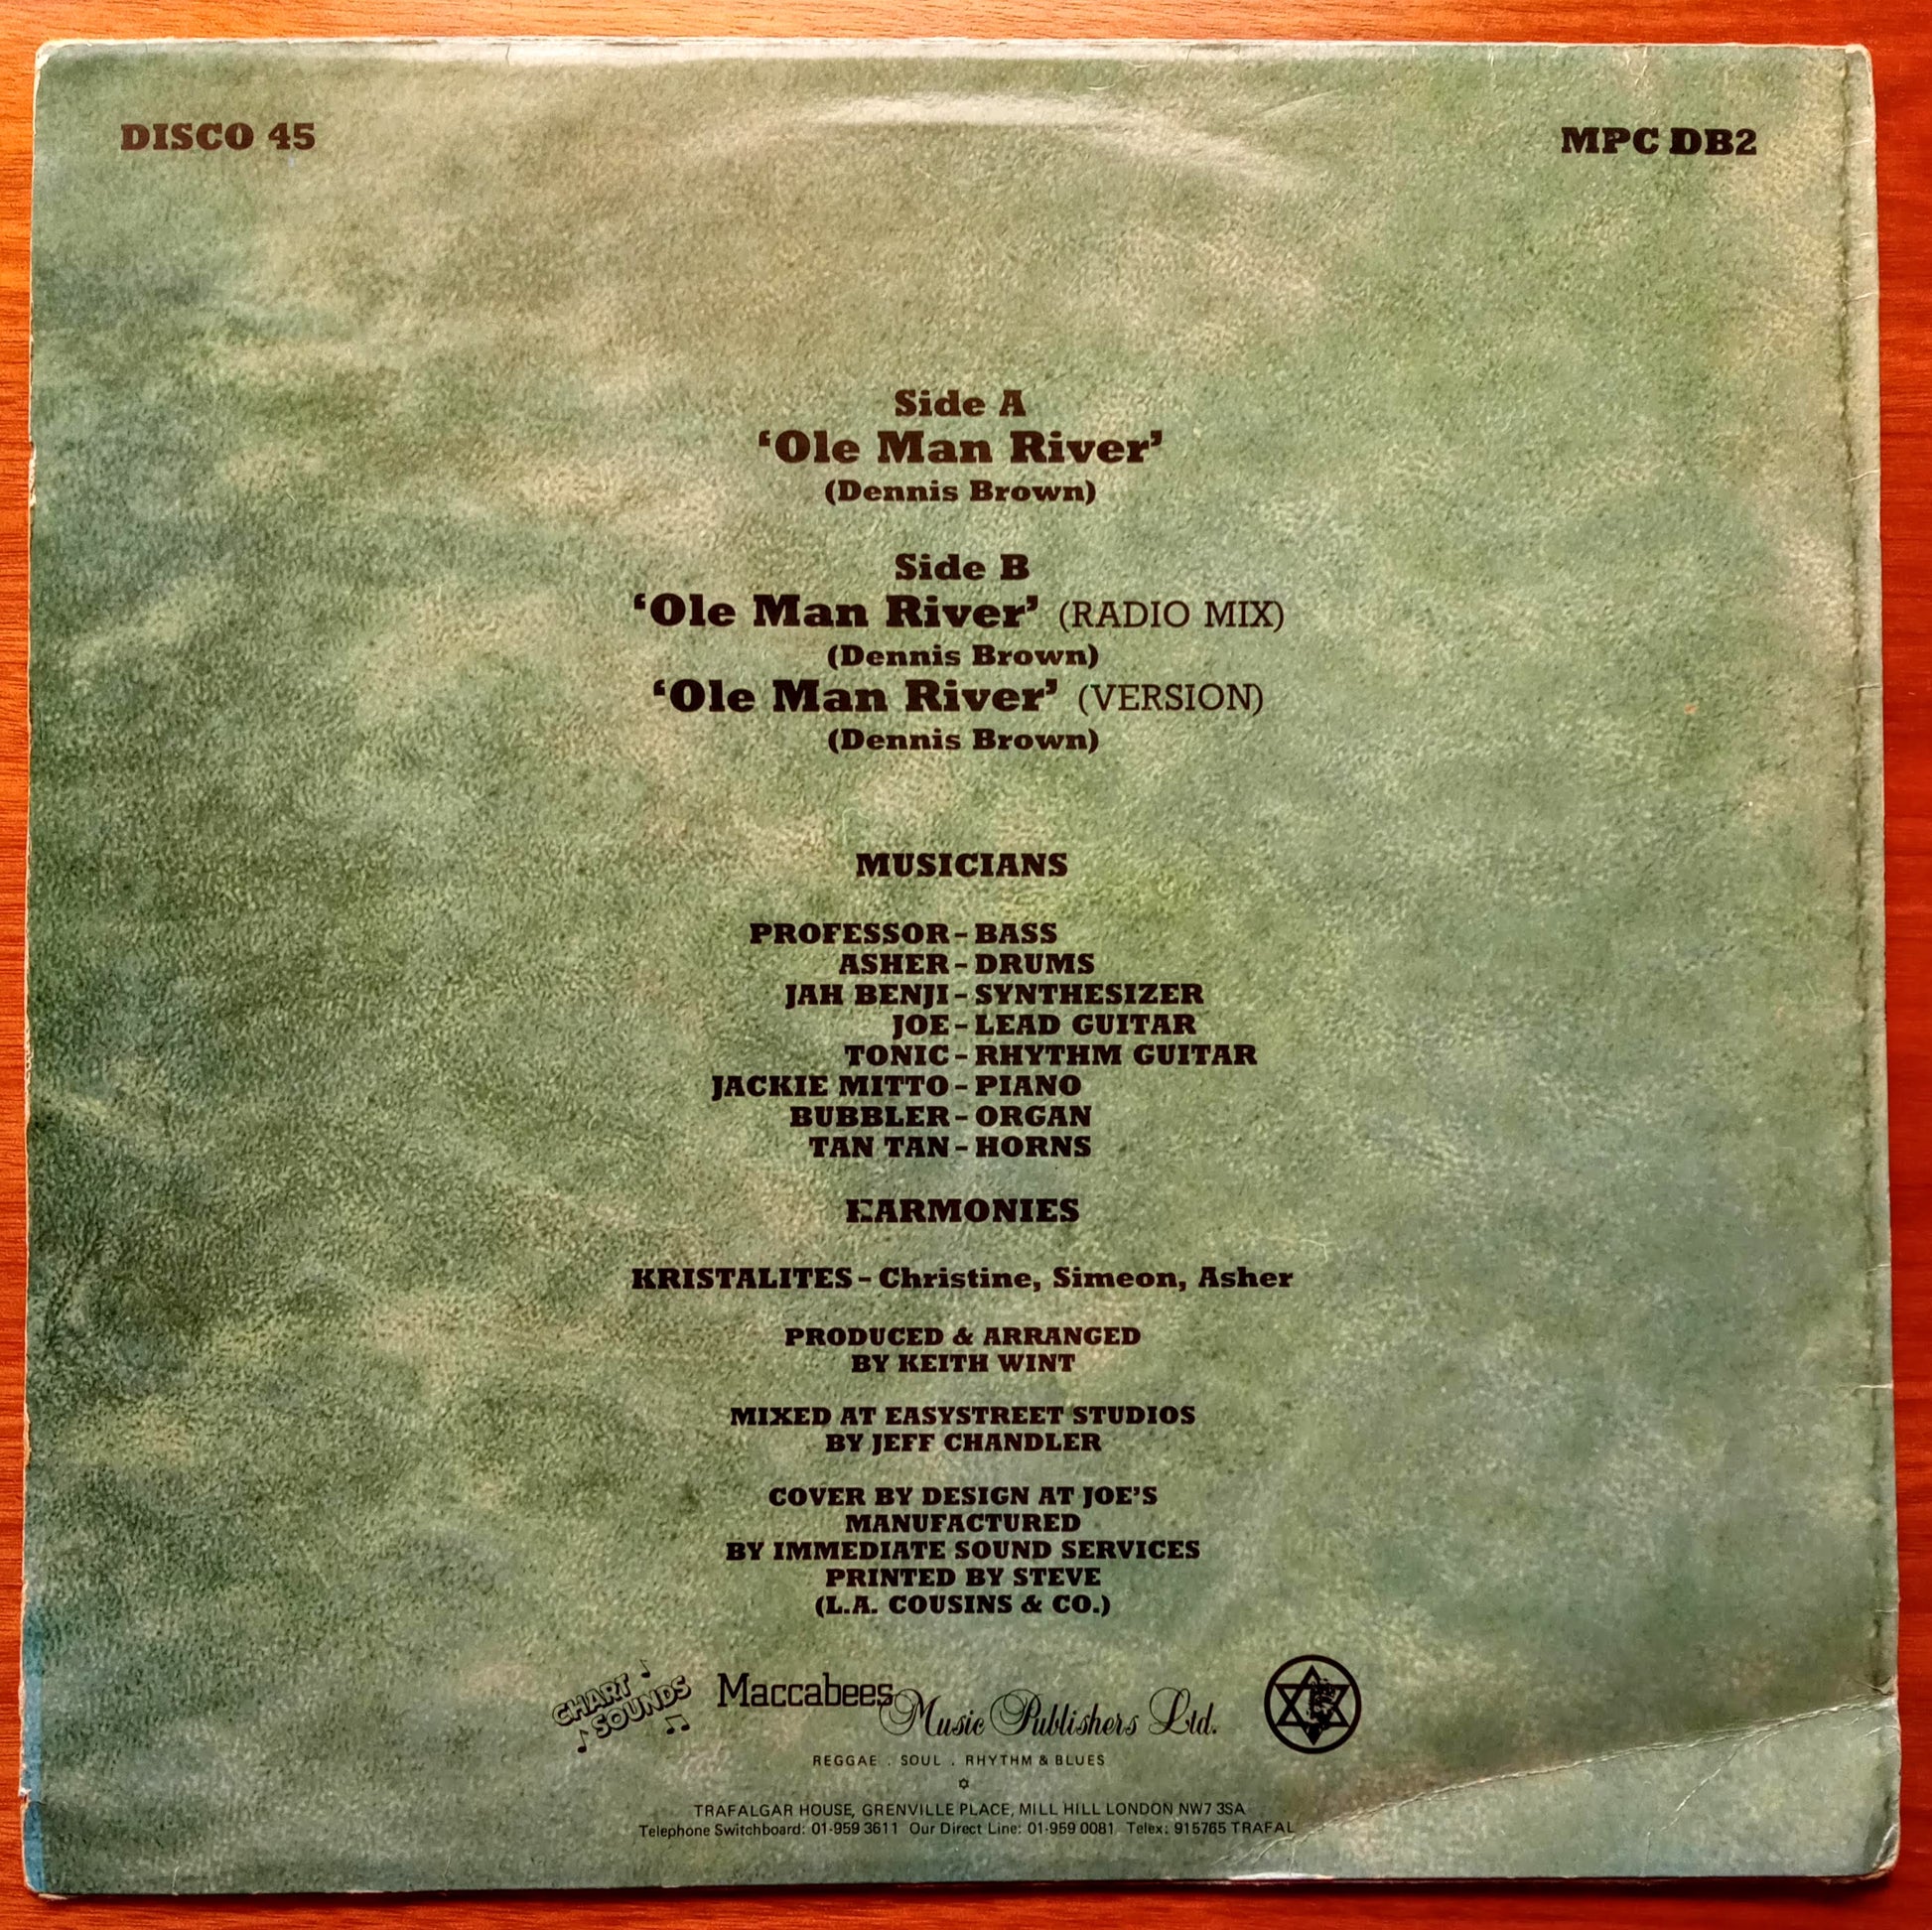 DISCO 45
MPC DB2
Side A
‘Ole Man River’
(Dennis Brown)
Side B
‘Ole Man River’ (RADIO MIX)
(Dennis Brown)
‘Ole Man River’ (VERSION)
(Dennis Brown)
MUSICIANS
PROFESSOR – BASS
ASHER – DRUMS
JAH BENJI – SYNTHESIZER
JOE – LEAD GUITAR
TONIC – RHYTHM GUITAR
JACKIE MITTO – PIANO
BUBBLER – ORGAN
TAN TAN – HORNS
HARMONIES
KRISTALITES – Christine, Simeon, Asher
PRODUCED & ARRANGED
BY KEITH WINT
MIXED AT EASYSTREET STUDIOS
BY JEFF CHANDLER
COVER BY DESIGN AT JOE’S
MANUFACTURED
BY IMMEDIATE SOUND SERVICES
PRINTED BY STEVE
(L.A. COUSINS & CO.)
CHART
SOUNDS
Maccabees Music Publishers Ltd.
REGGAE . SOUL . RHYTHM & BLUES
TRAFALGAR HOUSE, GRENVILLE PLACE, MILL HILL LONDON NW7 3SA
Telephone Switchboard: 01-959 3611 Our Direct Line: 01-959 0081 Telex: 915765 TRAFAL